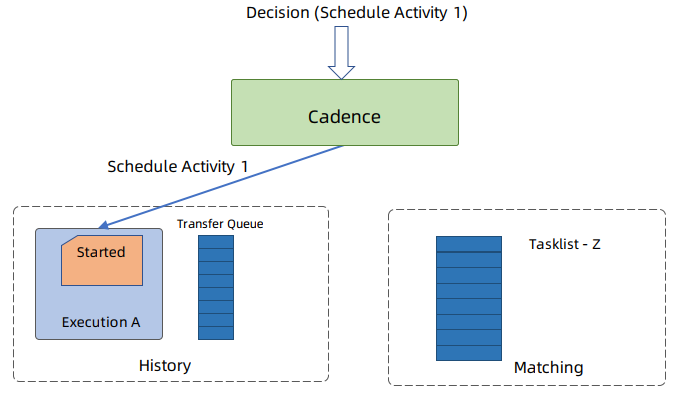 Decision (Schedule Activity 1)
Cadence
Schedule Activity 1
Transfer Queue
Started
Execution A
History
Tasklist - Z
Matching